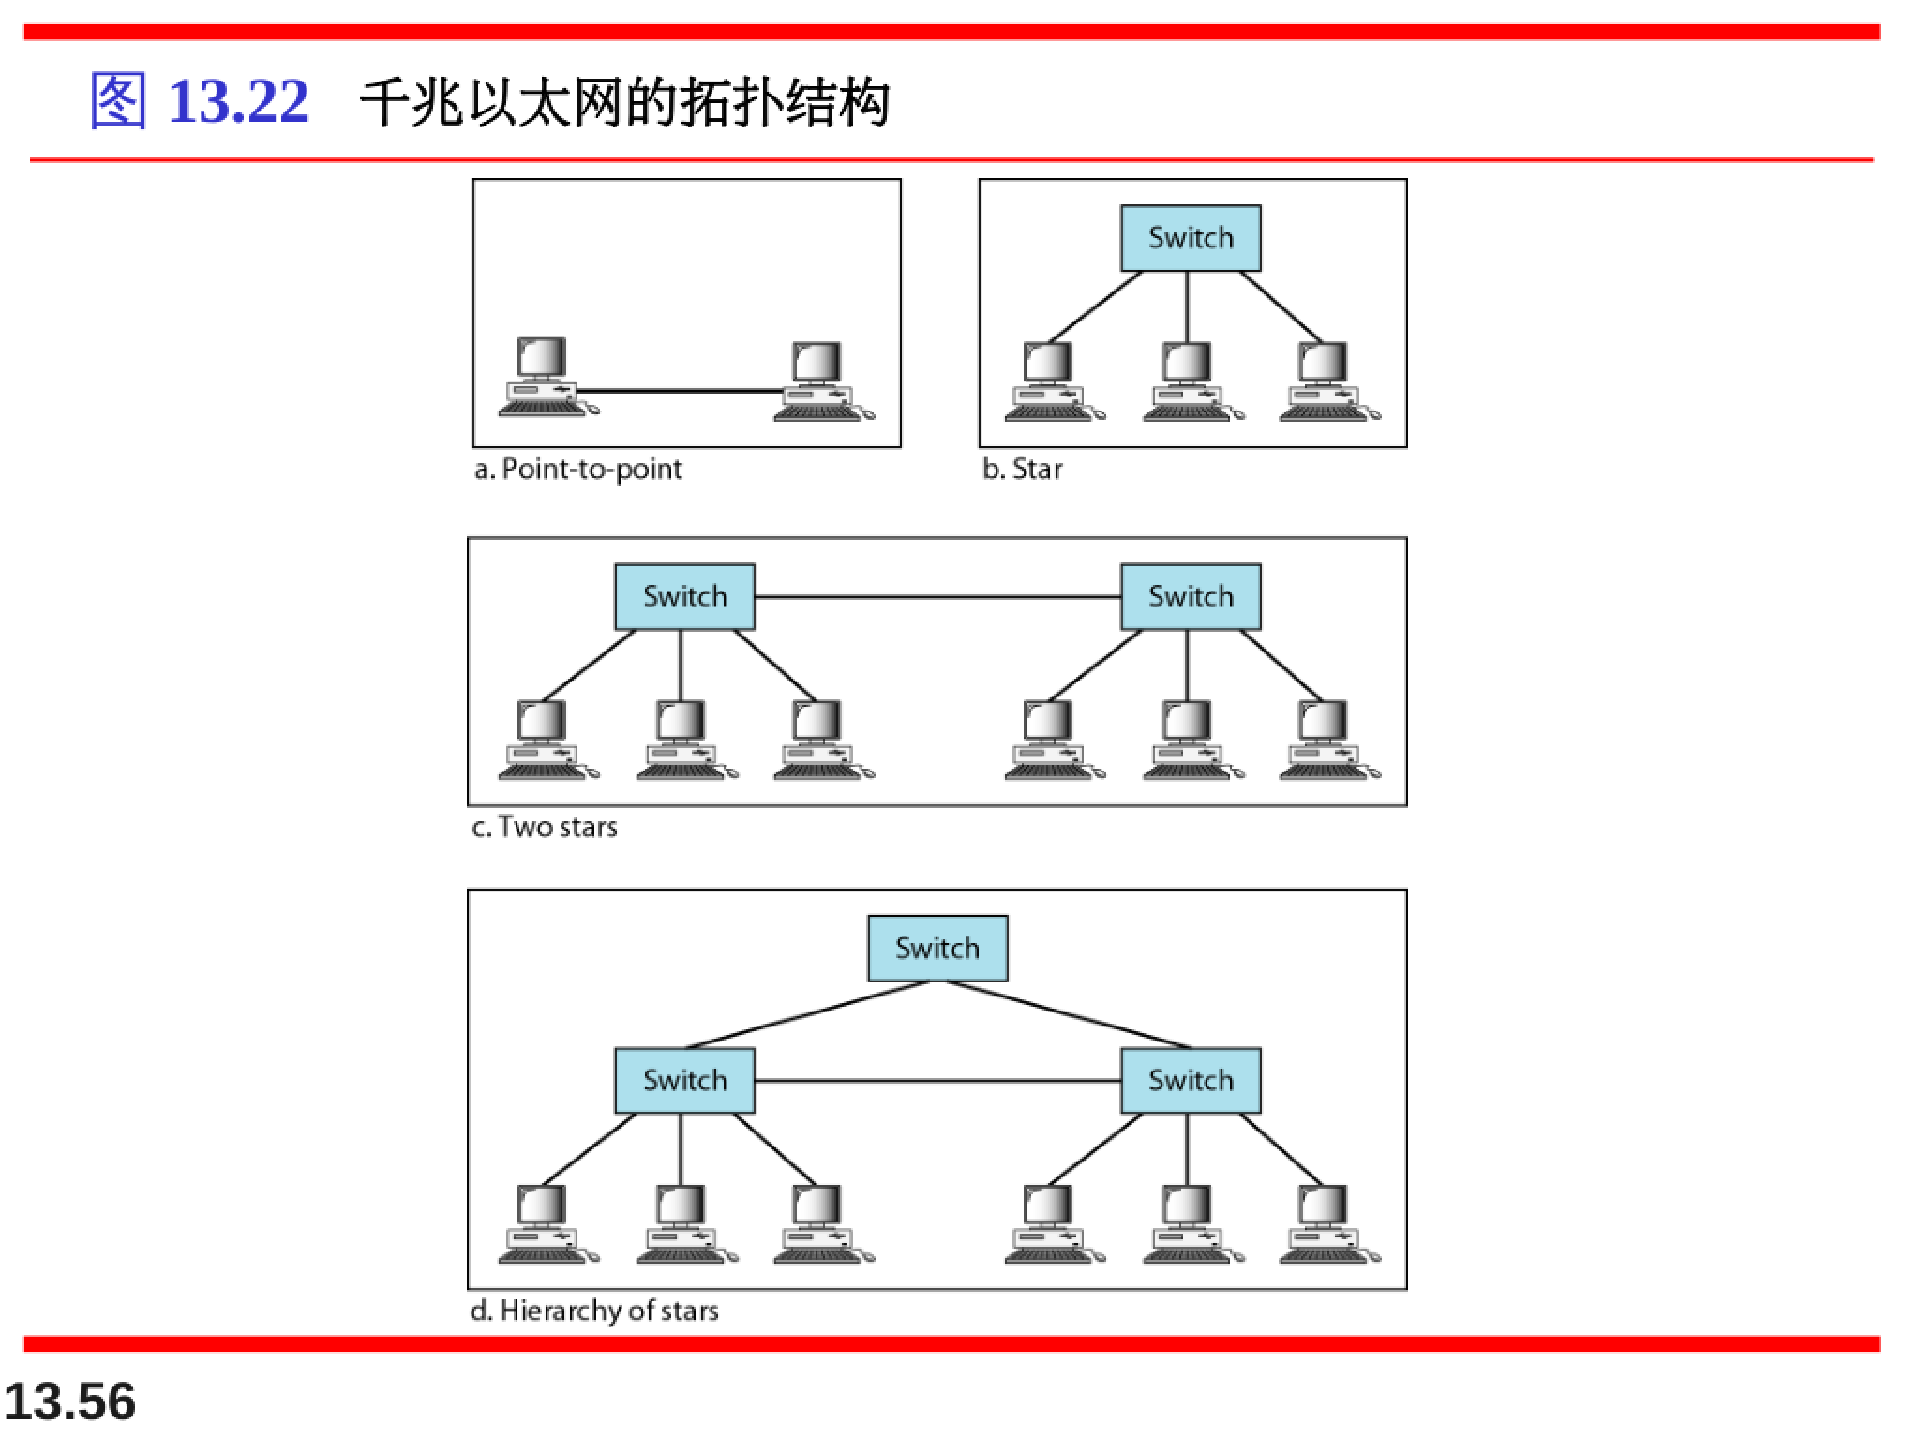 图 13.22 千兆以太网的拓扑结构
Switch
a. Point-to-point
b. Star
Switch Switch
c. Two stars
Switch
Switch Switch
d. Hierarchy of stars
13.56